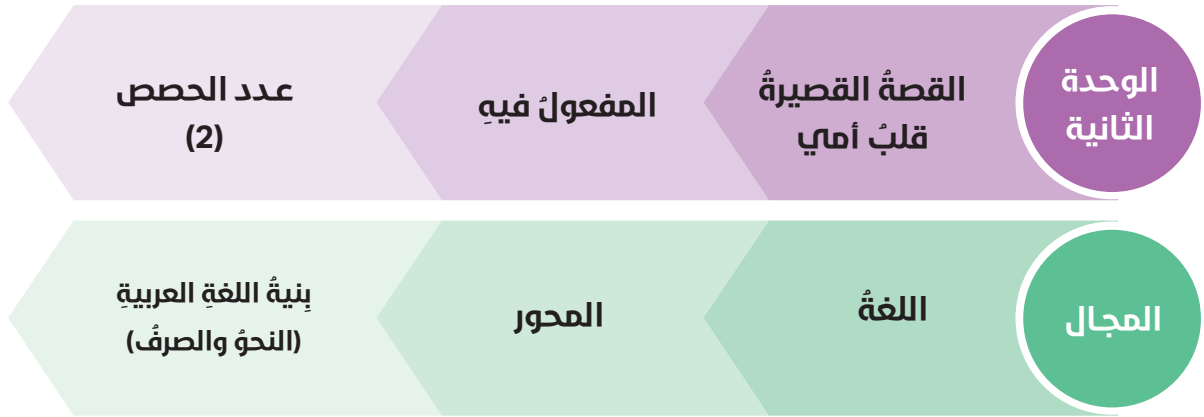 الوحدة
الثانية
القصةُ القصيرةُ
قلبُ أمي
المفعولُ فيهِ
عدد الحصص
(2)
المجال
اللغةُ
المحور
بِنيةُ اللغةِ العربيةِ
(النحوُ والصرفُ)